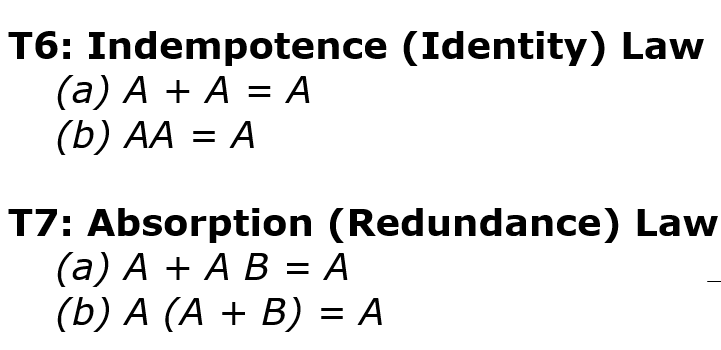 T6: Indempotence (Identity) Law
(a) A + A = A
(b) AA = A
T7: Absorption (Redundance) Law
(a) A + A B = A
(b) A (A + B) = A